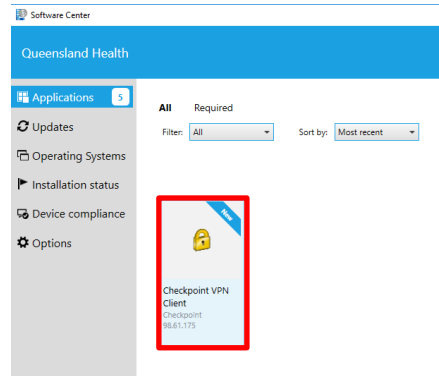 Software Center
Queensland Health
Applications 5
Updates
Operating Systems
Installation status
Device compliance
Options
All Required
Filter: All Sort by: Most recent
New
Checkpoint VPN
Client
Checkpoint
98.61.175